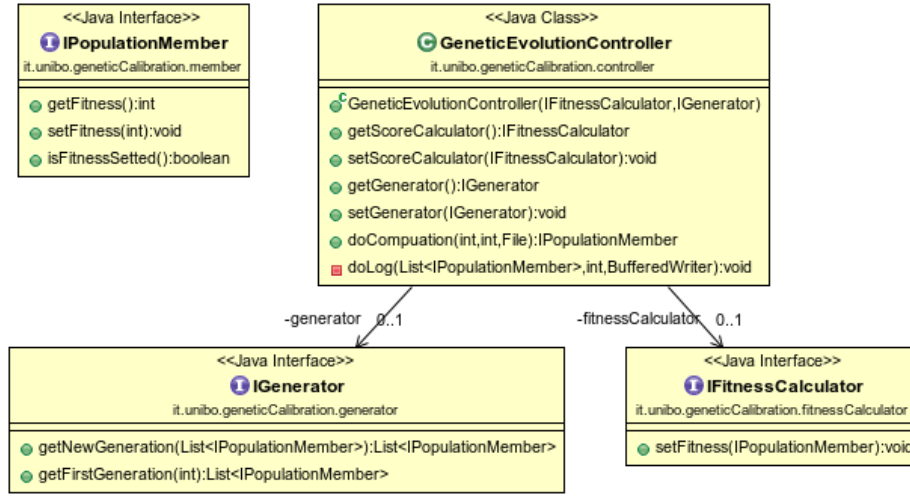 <<Java Interface>>
IPopulationMember
it.unibo.geneticCalibration.member
getFitness():int
setFitness(int):void
isFitnessSetted():boolean
<<Java Class>>
GeneticEvolutionController
it.unibo.geneticCalibration.controller
GeneticEvolutionController(IFitnessCalculator,IGenerator)
getScoreCalculator():IFitnessCalculator
setScoreCalculator(IFitnessCalculator):void
getGenerator():IGenerator
setGenerator(IGenerator):void
doCompuation(int,int,File):IPopulationMember
doLog(List<IPopulationMember>,int,BufferedWriter):void
-generator 0..1
-fitnessCalculator 0..1
<<Java Interface>>
IGenerator
it.unibo.geneticCalibration.generator
getNewGeneration(List<IPopulationMember>):List<IPopulationMember>
getFirstGeneration(int):List<IPopulationMember>
<<Java Interface>>
IFitnessCalculator
it.unibo.geneticCalibration.fitnessCalculator
setFitness(IPopulationMember):void